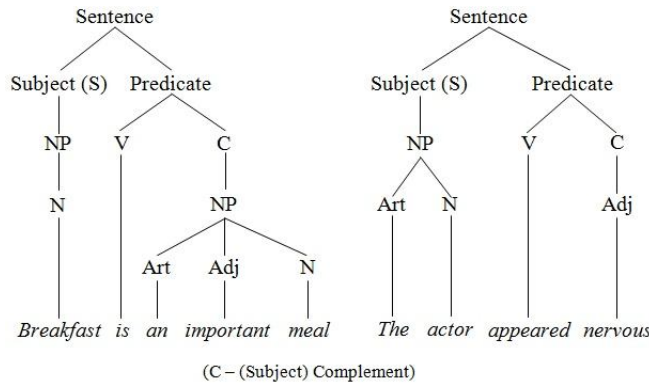 Sentence Sentence
Subject (S) Predicate Subject (S) Predicate
NP V C NP V C
N NP Art N Adj
Art Adj N
Breakfast is an important meal The actor appeared nervous
(C – (Subject) Complement)